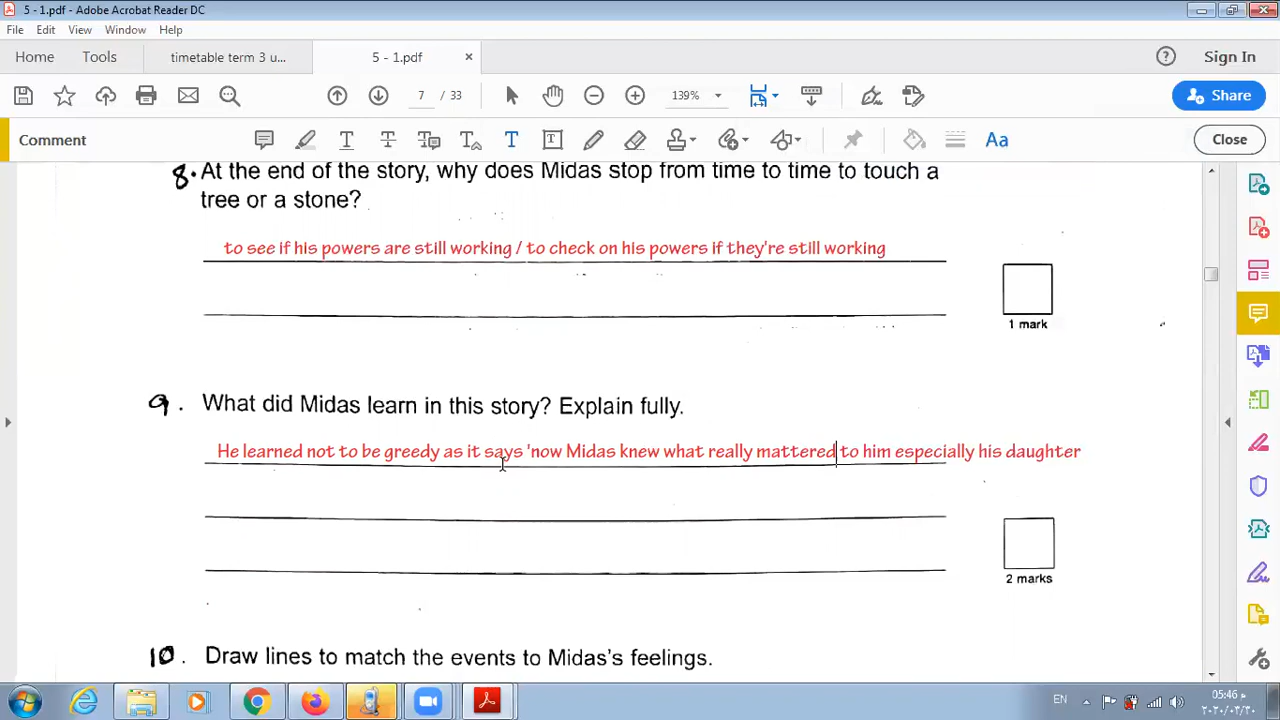 5 - 1.pdf - Adobe Acrobat Reader DC
File Edit View Window Help
Home Tools timetable term 3 u... 5 - 1.pdf × Sign In
7 / 33 139% Share
Comment Aa Close
8. At the end of the story, why does Midas stop from time to time to touch a
tree or a stone?
to see if his powers are still working / to check on his powers if they're still working
1 mark
9. What did Midas learn in this story? Explain fully.
He learned not to be greedy as it says 'now Midas knew what really mattered to him especially his daughter
2 marks
10. Draw lines to match the events to Midas's feelings.
EN 05:46 م
٢٠٢٠/٠٣/٣٠